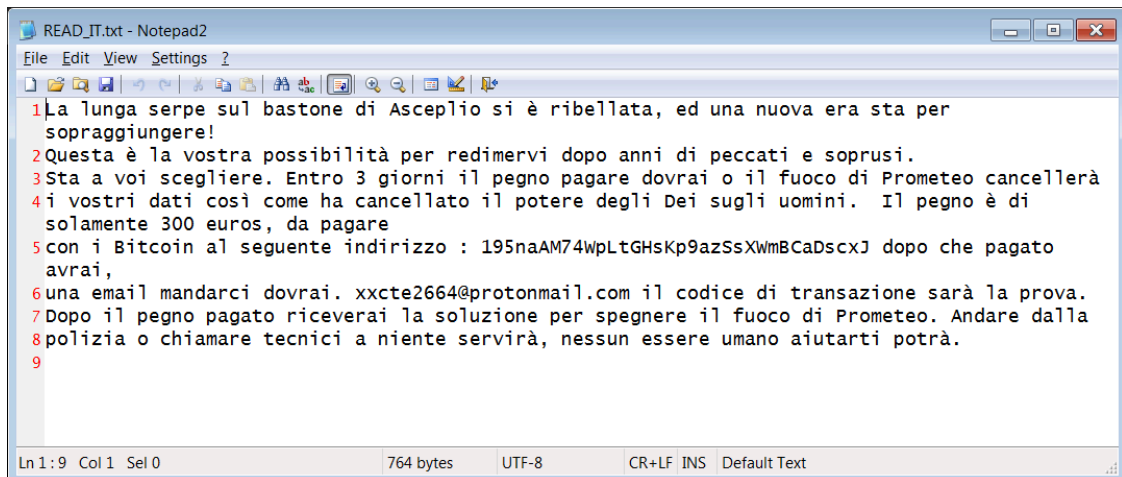 READ_IT.txt - Notepad2
File Edit View Settings ?
1 La lunga serpe sul bastone di Asceplio si è ribellata, ed una nuova era sta per
sopraggiungere!
2 Questa è la vostra possibilità per redimervi dopo anni di peccati e soprusi.
3 Sta a voi scegliere. Entro 3 giorni il pegno pagare dovrai o il fuoco di Prometeo cancellerà
4 i vostri dati così come ha cancellato il potere degli Dei sugli uomini.  Il pegno è di
solamente 300 euros, da pagare
5 con i Bitcoin al seguente indirizzo : 195naAM74WpLtGHsKp9azSsXWmBCaDscxJ dopo che pagato
avrai,
6 una email mandarci dovrai. xxcte2664@protonmail.com il codice di transazione sarà la prova.
7 Dopo il pegno pagato riceverai la soluzione per spegnere il fuoco di Prometeo. Andare dalla
8 polizia o chiamare tecnici a niente servirà, nessun essere umano aiutarti potrà.
9
Ln 1 : 9 Col 1 Sel 0 764 bytes UTF-8 CR+LF INS Default Text